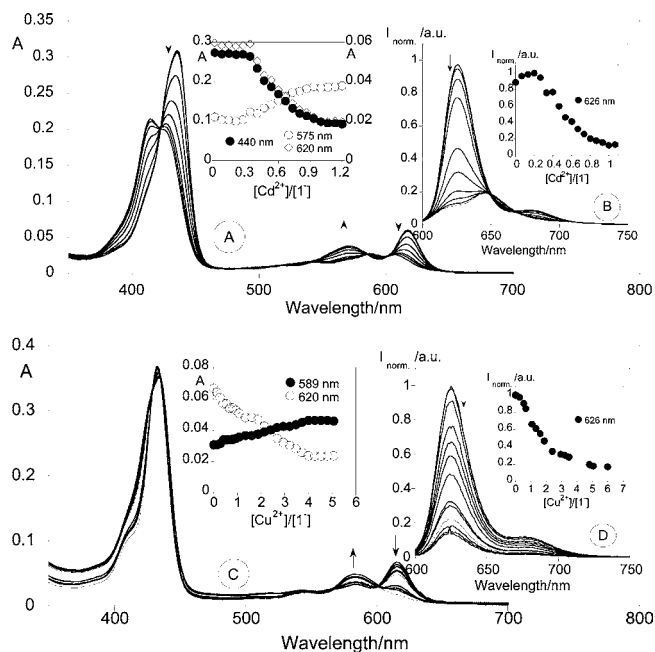 A
0.35
0.3
0.25
0.2
0.15
0.1
0.05
0
400 500 600 700 800
Wavelength/nm
A
A
0.3
0.2
0.1
0
A
0.06
0.04
0.02
0
440 nm
575 nm
620 nm
0 0.3 0.6 0.9 1.2
[Cd2+]/[1-]
I norm. /a.u.
1
0.8
0.6
0.4
0.2
0
600 650 700 750
Wavelength/nm
B
I norm. /a.u.
1
0.8
0.6
0.4
0.2
0
626 nm
0 0.2 0.4 0.6 0.8 1
[Cd2+]/[1-]
A
0.4
0.3
0.2
0.1
0
400 500 600 700 800
Wavelength/nm
C
0.08
A
0.06
0.04
0.02
0
589 nm
620 nm
0 1 2 3 4 5 6
[Cu2+]/[1-]
I norm. /a.u.
1
0.8
0.6
0.4
0.2
0
600 650 700 750
Wavelength/nm
D
I norm. /a.u.
1
0.8
0.6
0.4
0.2
0
626 nm
0 1 2 3 4 5 6 7
[Cu2+]/[1-]